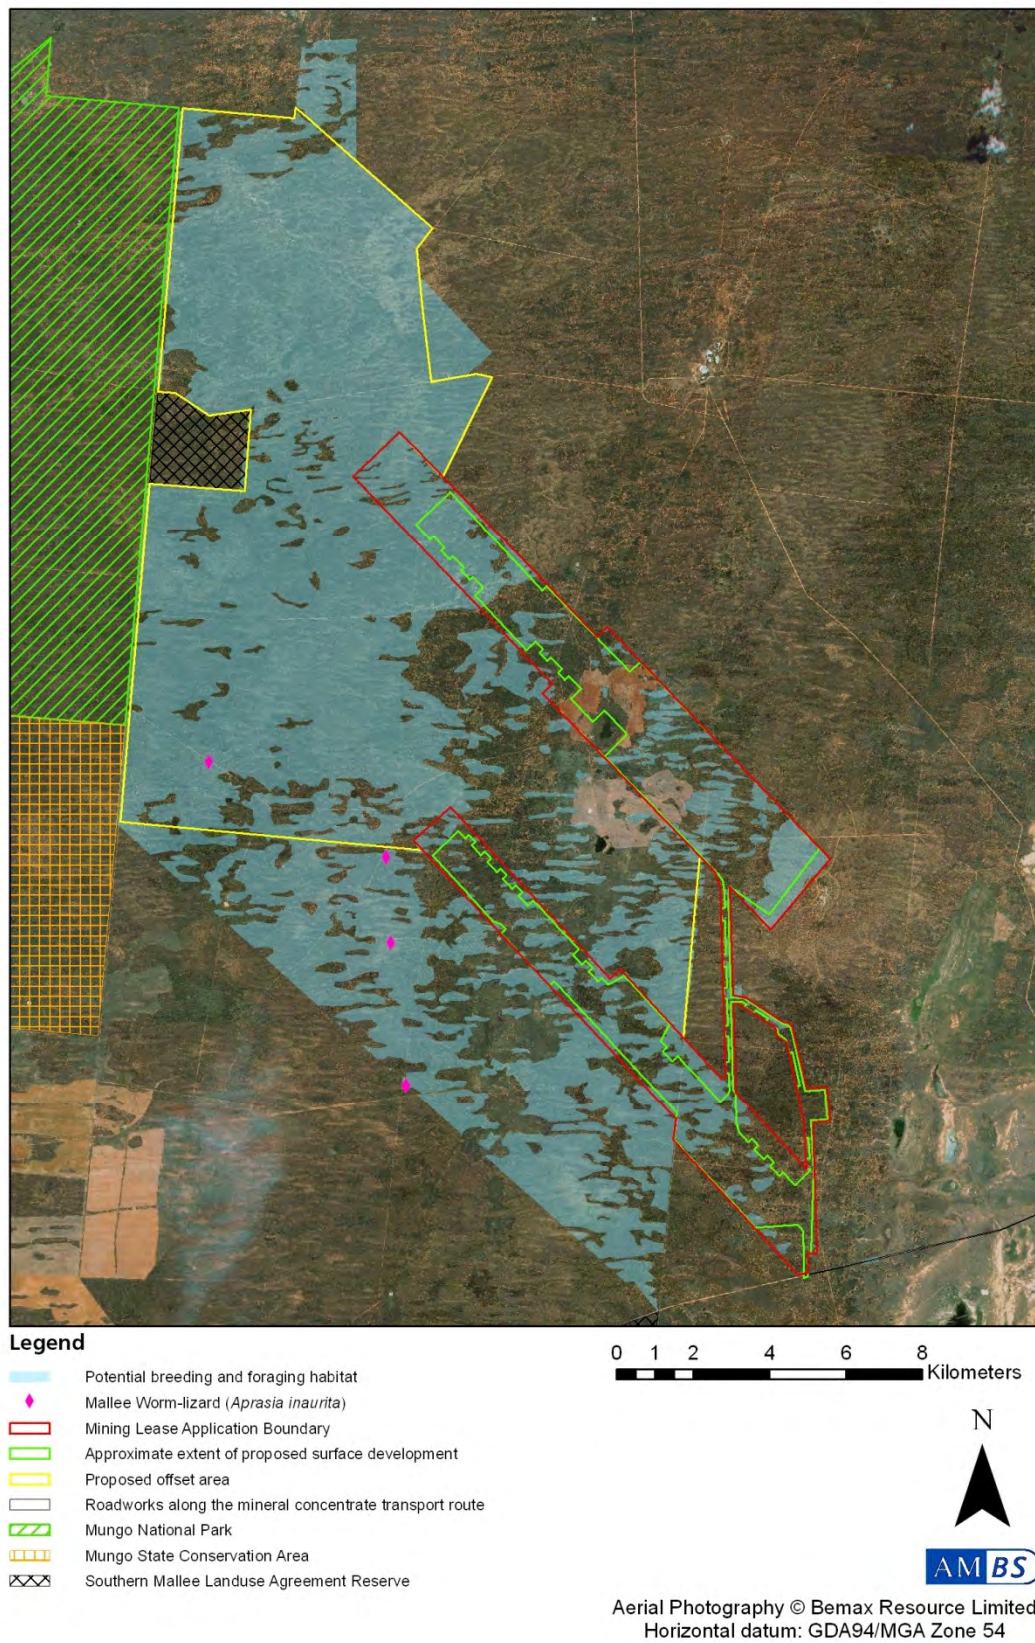 Legend
Potential breeding and foraging habitat
Mallee Worm-lizard (Aprasia inaurita)
Mining Lease Application Boundary
Approximate extent of proposed surface development
Proposed offset area
Roadworks along the mineral concentrate transport route
Mungo National Park
Mungo State Conservation Area
Southern Mallee Landuse Agreement Reserve
0 1 2 4 6 8
Kilometers
N
AMBS
Aerial Photography © Bemax Resource Limited
Horizontal datum: GDA94/MGA Zone 54